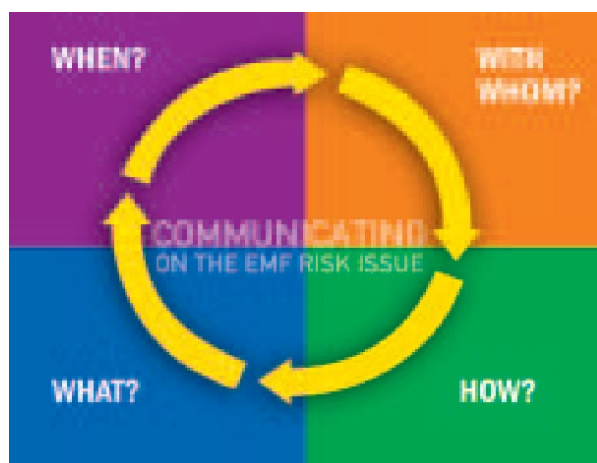 WHEN?
WITH
WHOM?
COMMUNICATING
ON THE EMF RISK ISSUE
WHAT?
HOW?